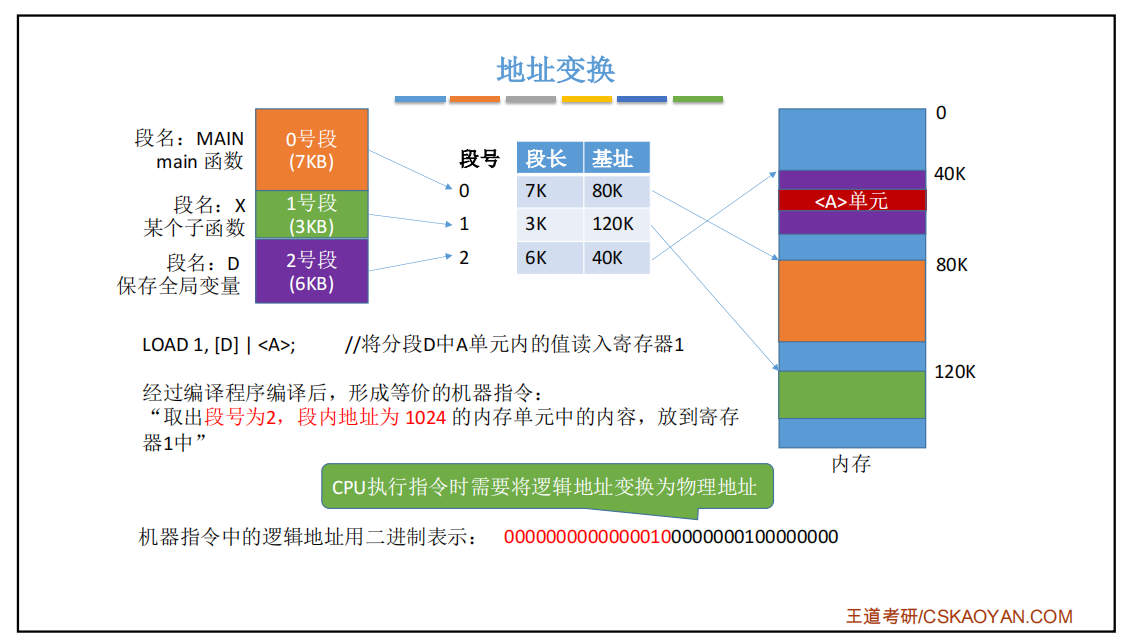 地址变换
段名：MAIN
main 函数
0号段
(7KB)
段名：X
某个子函数
1号段
(3KB)
段名：D
保存全局变量
2号段
(6KB)
段号 段长 基址
0 7K 80K
1 3K 120K
2 6K 40K
0
40K
<A>单元
80K
120K
内存
LOAD 1, [D] | <A>; //将分段D中A单元内的值读入寄存器1
经过编译程序编译后，形成等价的机器指令：
“取出段号为2，段内地址为 1024 的内存单元中的内容，放到寄存
器1中”
CPU执行指令时需要将逻辑地址变换为物理地址
机器指令中的逻辑地址用二进制表示： 00000000000000100000000100000000
王道考研/CSKAOYAN.COM